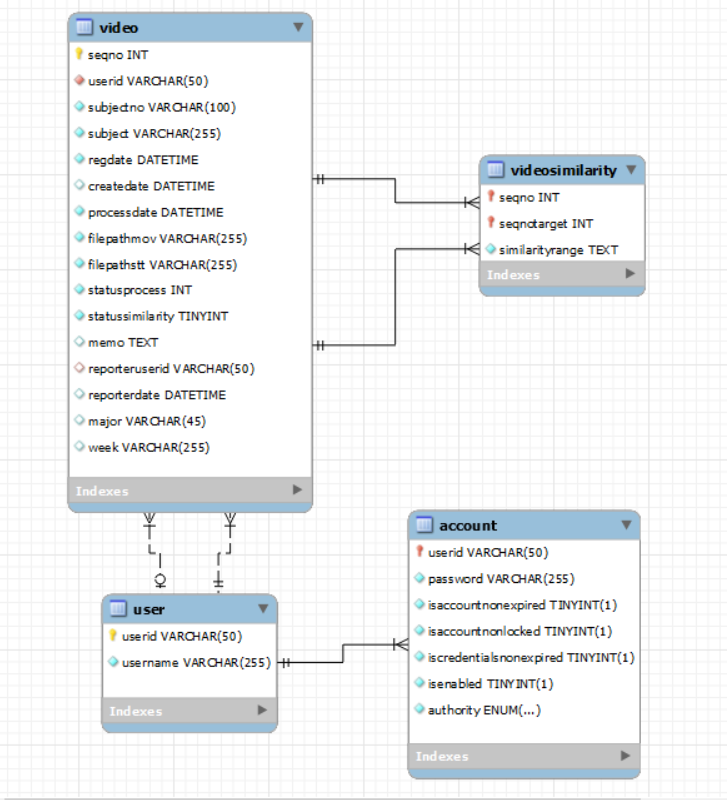 video
seqno INT
userid VARCHAR(50)
subjectno VARCHAR(100)
subject VARCHAR(255)
regdate DATETIME
createdate DATETIME
processdate DATETIME
filepathmov VARCHAR(255)
filepathstt VARCHAR(255)
statusprocess INT
statussimilarity TINYINT
memo TEXT
reporteruserid VARCHAR(50)
reporterdate DATETIME
major VARCHAR(45)
week VARCHAR(255)
Indexes
videosimilarity
seqno INT
seqnotarget INT
similarityrange TEXT
Indexes
user
userid VARCHAR(50)
username VARCHAR(255)
Indexes
account
userid VARCHAR(50)
password VARCHAR(255)
isaccountnonexpired TINYINT(1)
isaccountnonlocked TINYINT(1)
iscredentialsnonexpired TINYINT(1)
isenabled TINYINT(1)
authority ENUM(...)
Indexes